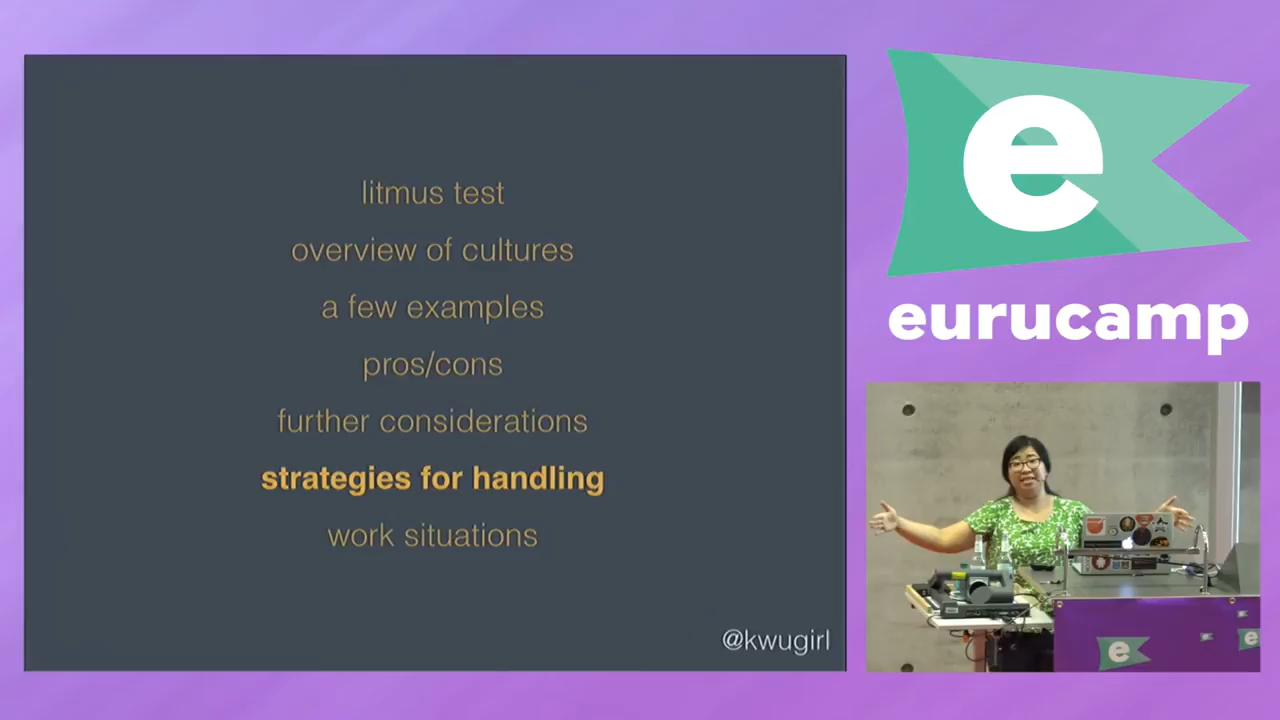 litmus test
overview of cultures
a few examples
pros/cons
further considerations
strategies for handling
work situations
@kwugirl
e
eurucamp
e
e